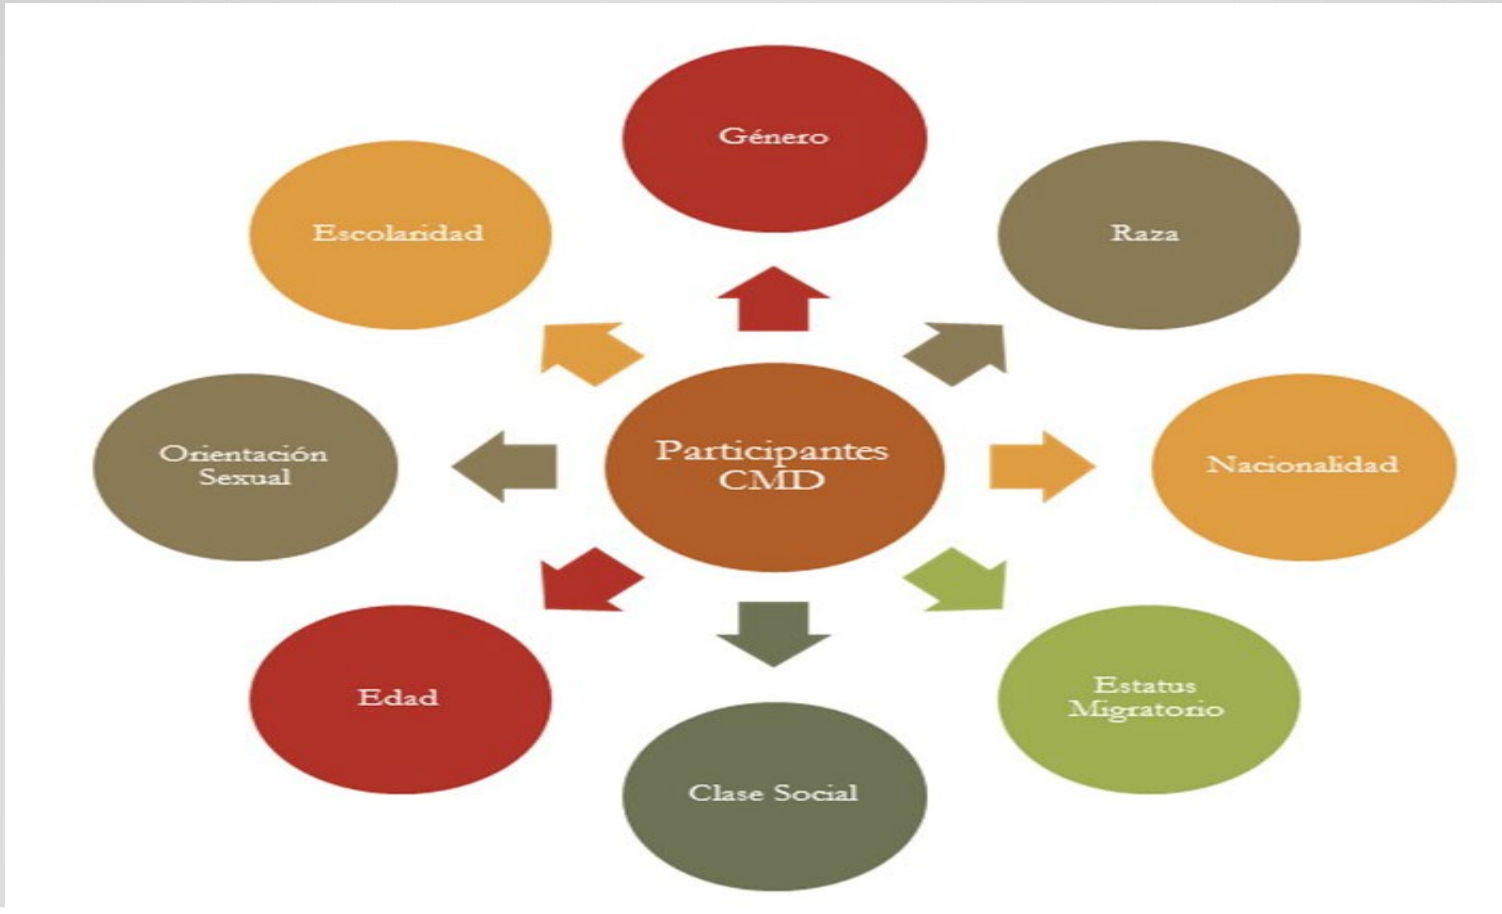 Género
Escolaridad
Raza
Orientación
Sexual
Participantes
CMD
Nacionalidad
Edad
Estatus
Migratorio
Clase Social